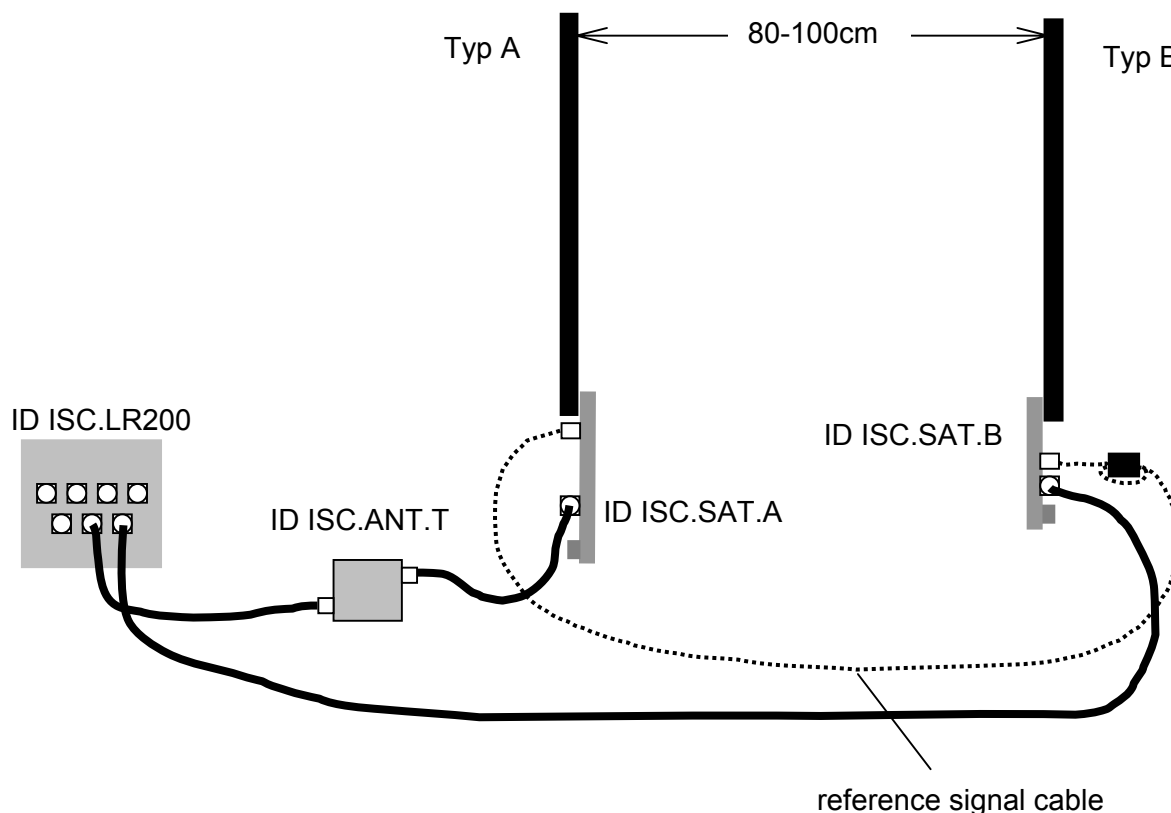 80-100cm
Typ A
Typ B
ID ISC.LR200
ID ISC.SAT.B
ID ISC.ANT.T
ID ISC.SAT.A
reference signal cable